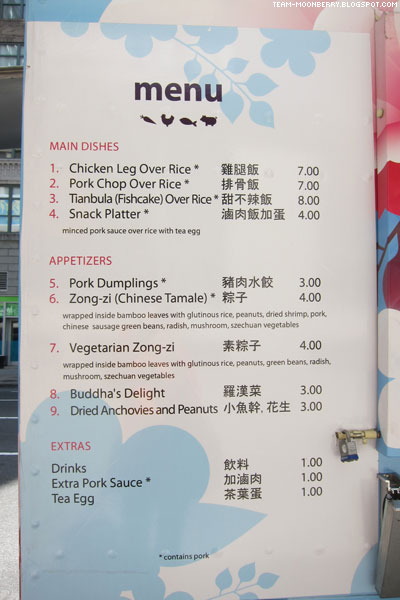 TEAM-MOONBERRY.BLOGSPOT.COM
menu
MAIN DISHES
1. Chicken Leg Over Rice * 雞腿飯 7.00
2. Pork Chop Over Rice * 排骨飯 7.00
3. Tianbula (Fishcake) Over Rice * 甜不辣飯 8.00
4. Snack Platter * 滷肉飯加蛋 4.00
minced pork sauce over rice with tea egg
APPETIZERS
5. Pork Dumplings * 豬肉水餃 3.00
6. Zong-zi (Chinese Tamale) * 粽子 4.00
wrapped inside bamboo leaves with glutinous rice, peanuts, dried shrimp, pork,
chinese sausage green beans, radish, mushroom, szechuan vegetables
7. Vegetarian Zong-zi 素粽子 4.00
wrapped inside bamboo leaves with glutinous rice, peanuts, green beans, radish,
mushroom, szechuan vegetables
8. Buddha's Delight 羅漢菜 3.00
9. Dried Anchovies and Peanuts 小魚幹, 花生 3.00
EXTRAS
Drinks 飲料 1.00
Extra Pork Sauce * 加滷肉 1.00
Tea Egg 茶葉蛋 1.00
* contains pork